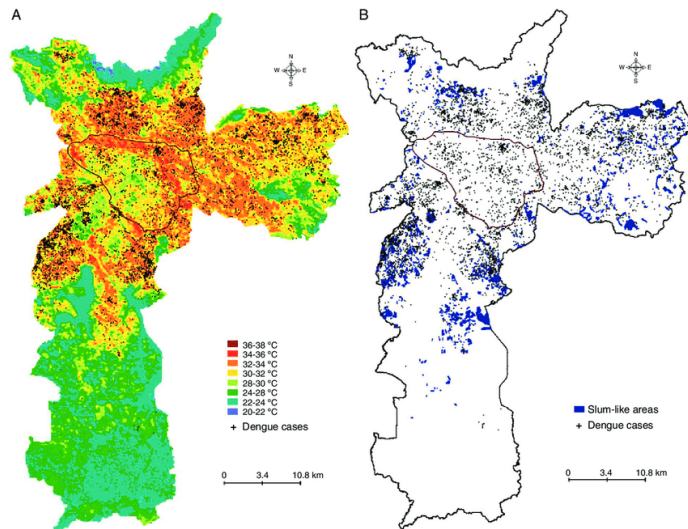 A
N
W E
S
36-38 °C
34-36 °C
32-34 °C
30-32 °C
28-30 °C
24-28 °C
22-24 °C
20-22 °C
+ Dengue cases
0 3.4 10.8 km
B
N
W E
S
Slum-like areas
+ Dengue cases
0 3.4 10.8 km